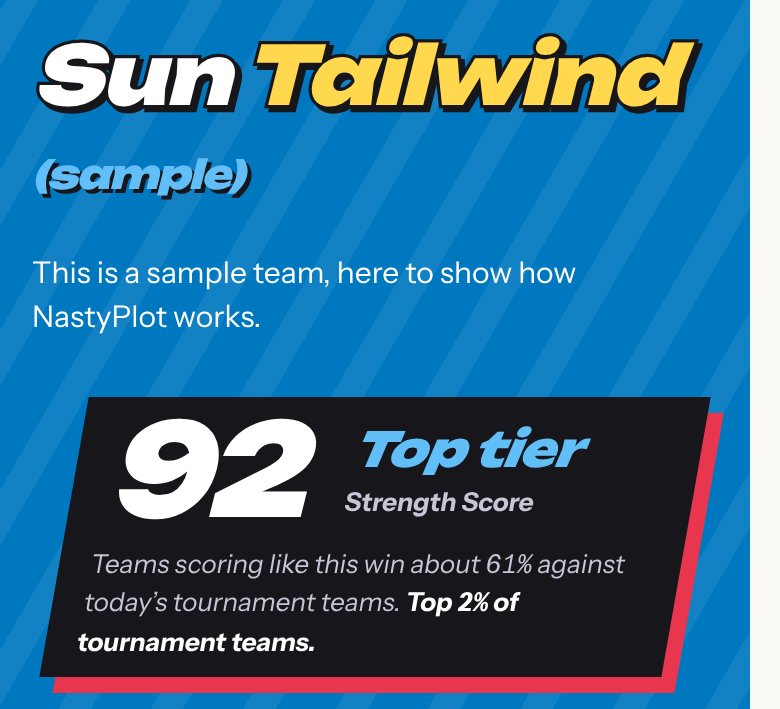 Sun Tailwind
(sample)
This is a sample team, here to show how
NastyPlot works.
92
Top tier
Strength Score
Teams scoring like this win about 61% against
today’s tournament teams. Top 2% of
tournament teams.